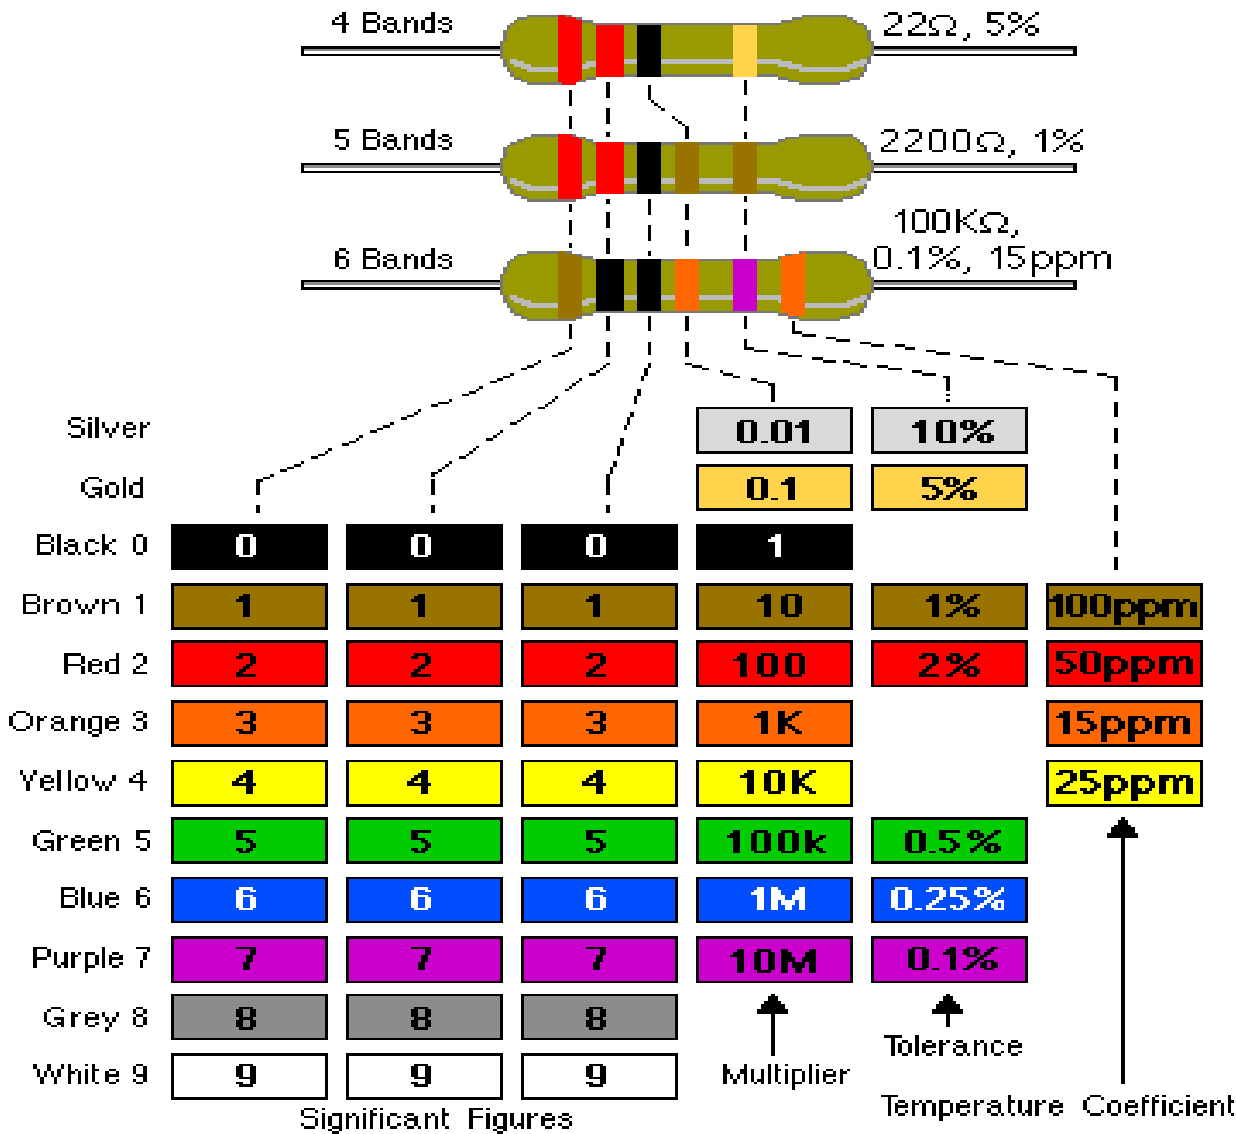 4 Bands 22Ω, 5%
5 Bands 2200Ω, 1%
100KΩ,
6 Bands 0.1%, 15ppm
Silver 0.01 10%
Gold 0.1 5%
Black 0 0 0 0 1
Brown 1 1 1 1 10 1% 100ppm
Red 2 2 2 2 100 2% 50ppm
Orange 3 3 3 3 1K 15ppm
Yellow 4 4 4 4 10K 25ppm
Green 5 5 5 5 100k 0.5%
Blue 6 6 6 6 1M 0.25%
Purple 7 7 7 7 10M 0.1%
Grey 8 8 8 8
Tolerance
White 9 9 9 9 Multiplier
Significant Figures Temperature Coefficient